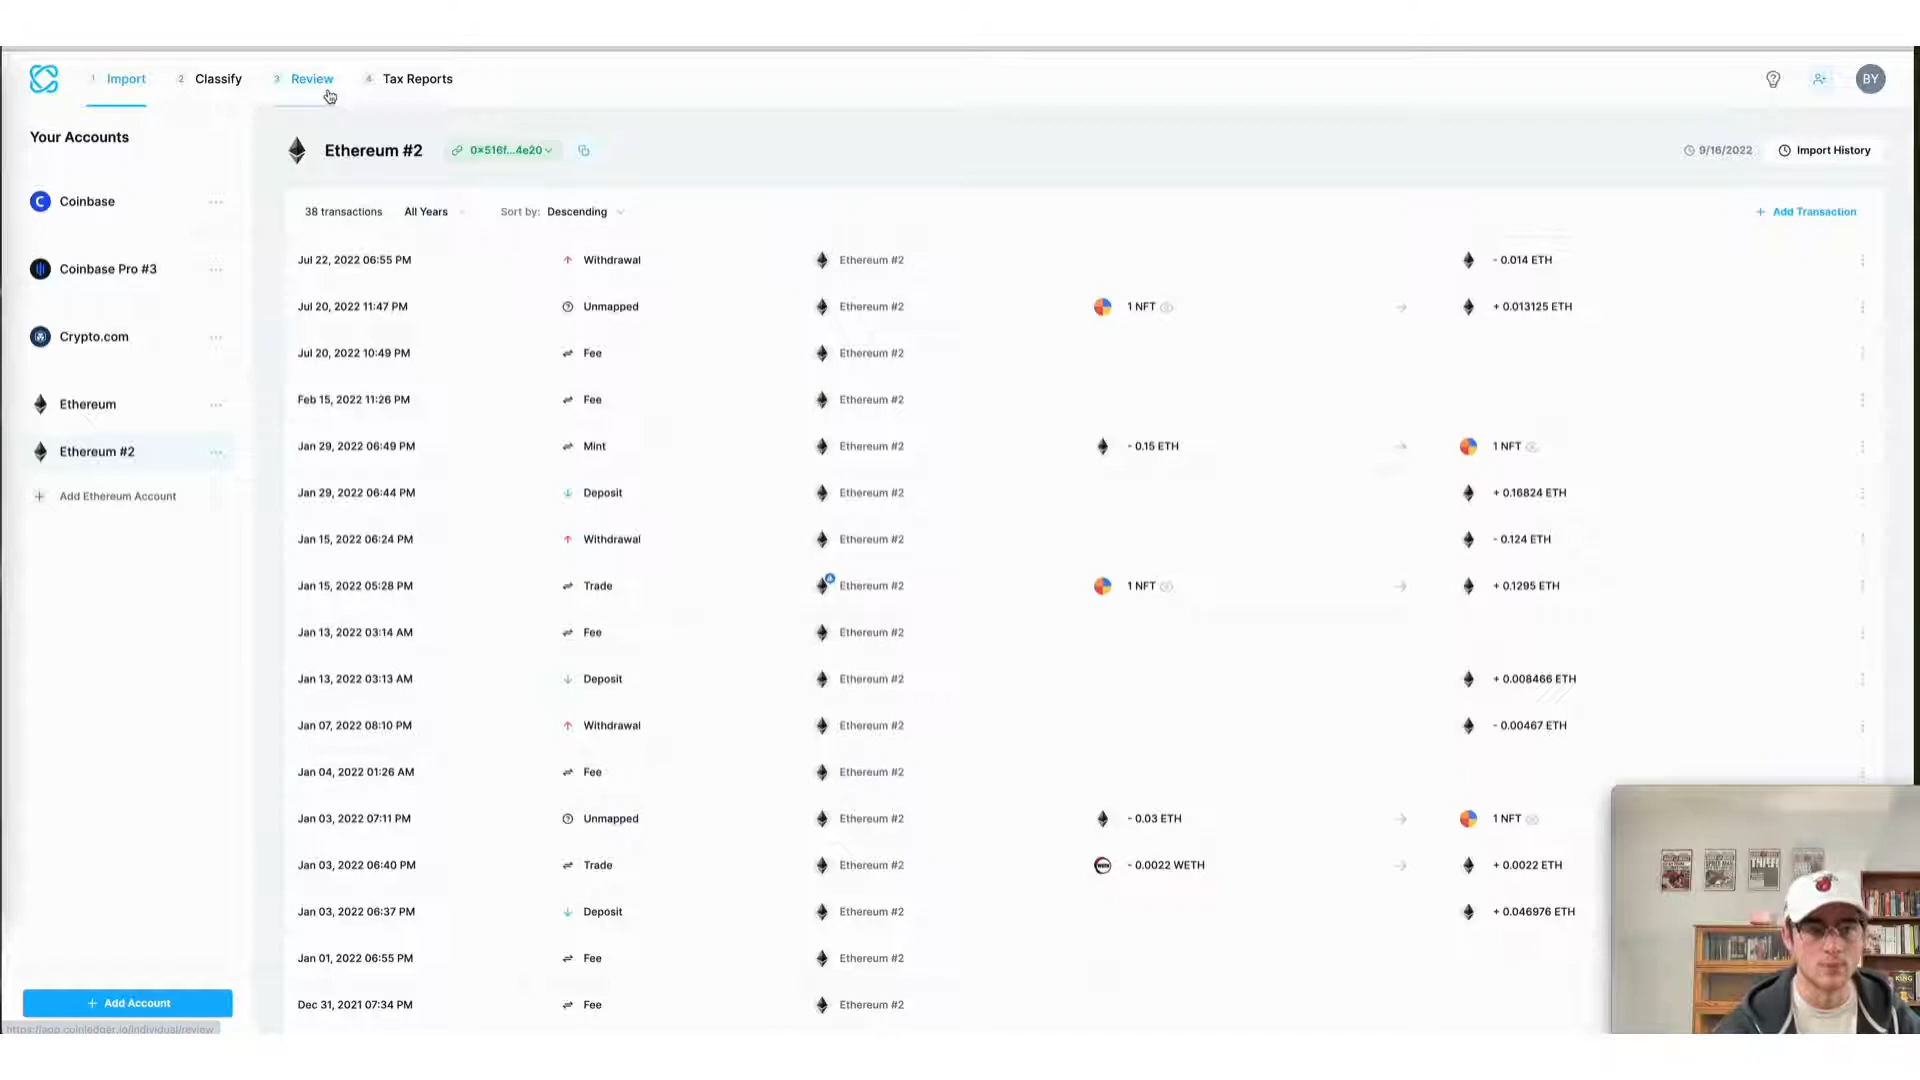 1 Import 2 Classify 3 Review 4 Tax Reports BY
Your Accounts
Coinbase
Coinbase Pro #3
Crypto.com
Ethereum
Ethereum #2
+ Add Ethereum Account
+ Add Account
https://app.coinledger.io/individual/review
Ethereum #2 0x516f...4e20 9/16/2022 Import History
38 transactions All Years Sort by: Descending + Add Transaction
Jul 22, 2022 06:55 PM Withdrawal Ethereum #2 - 0.014 ETH
Jul 20, 2022 11:47 PM Unmapped Ethereum #2 1 NFT → + 0.013125 ETH
Jul 20, 2022 10:49 PM Fee Ethereum #2
Feb 15, 2022 11:26 PM Fee Ethereum #2
Jan 29, 2022 06:49 PM Mint Ethereum #2 - 0.15 ETH → 1 NFT
Jan 29, 2022 06:44 PM Deposit Ethereum #2 + 0.16824 ETH
Jan 15, 2022 06:24 PM Withdrawal Ethereum #2 - 0.124 ETH
Jan 15, 2022 05:28 PM Trade Ethereum #2 1 NFT → + 0.1295 ETH
Jan 13, 2022 03:14 AM Fee Ethereum #2
Jan 13, 2022 03:13 AM Deposit Ethereum #2 + 0.008466 ETH
Jan 07, 2022 08:10 PM Withdrawal Ethereum #2 - 0.00467 ETH
Jan 04, 2022 01:26 AM Fee Ethereum #2
Jan 03, 2022 07:11 PM Unmapped Ethereum #2 - 0.03 ETH → 1 NFT
Jan 03, 2022 06:40 PM Trade Ethereum #2 - 0.0022 WETH → + 0.0022 ETH
Jan 03, 2022 06:37 PM Deposit Ethereum #2 + 0.046976 ETH
Jan 01, 2022 06:55 PM Fee Ethereum #2
Dec 31, 2021 07:34 PM Fee Ethereum #2
THIEF!
KING